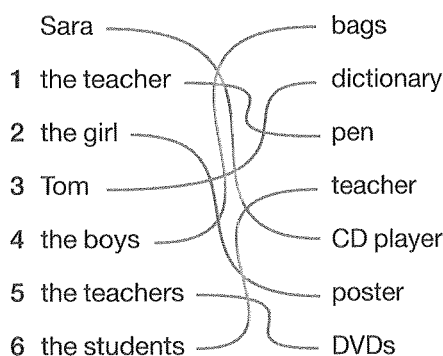 Sara bags
1 the teacher dictionary
2 the girl pen
3 Tom teacher
4 the boys CD player
5 the teachers poster
6 the students DVDs